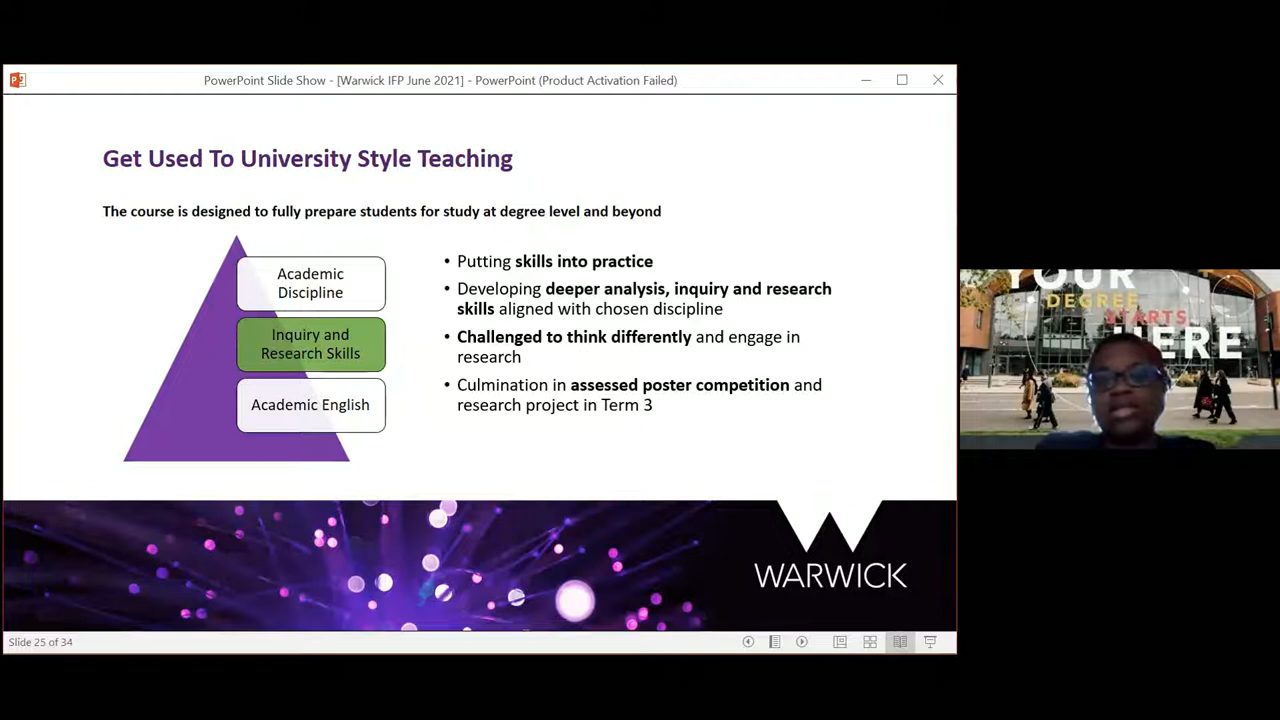 PowerPoint Slide Show - [Warwick IFP June 2021] - PowerPoint (Product Activation Failed)
Get Used To University Style Teaching
The course is designed to fully prepare students for study at degree level and beyond
Academic
Discipline
Inquiry and
Research Skills
Academic English
• Putting skills into practice
• Developing deeper analysis, inquiry and research
skills aligned with chosen discipline
• Challenged to think differently and engage in
research
• Culmination in assessed poster competition and
research project in Term 3
WARWICK
Slide 25 of 34
YOUR
DEGREE
STARTS
HERE